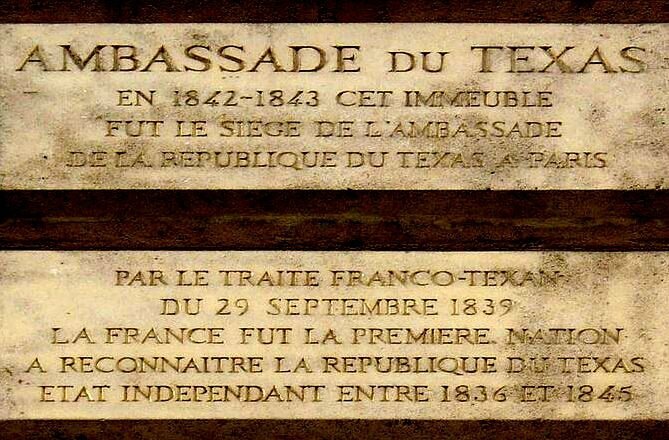 AMBASSADE DU TEXAS
EN 1842-1843 CET IMMEUBLE
FUT LE SIEGE DE L'AMBASSADE
DE LA REPUBLIQUE DU TEXAS A PARIS
PAR LE TRAITE FRANCO-TEXAN
DU 29 SEPTEMBRE 1839
LA FRANCE FUT LA PREMIERE NATION
A RECONNAITRE LA REPUBLIQUE DU TEXAS
ETAT INDEPENDANT ENTRE 1836 ET 1845